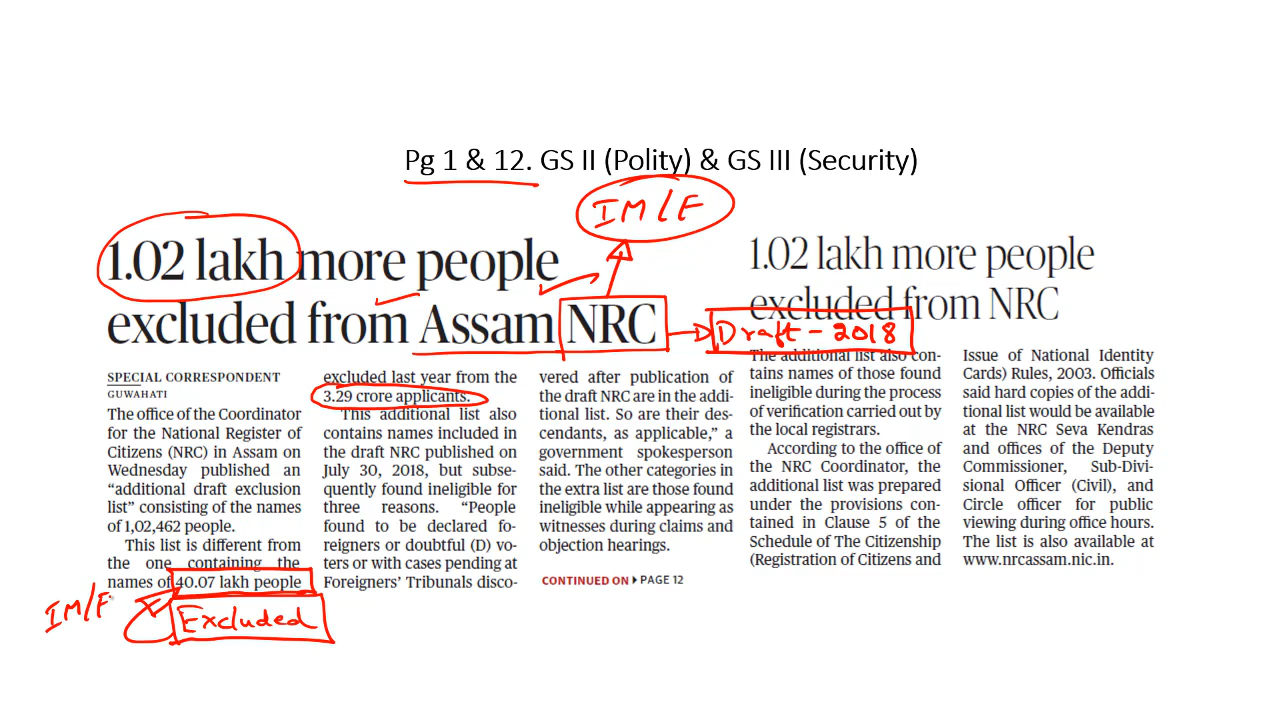 Pg 1 & 12. GS II (Polity) & GS III (Security)
IM/F
1.02 lakh more people
excluded from Assam NRC
Draft - 2018
SPECIAL CORRESPONDENT
GUWAHATI
The office of the Coordinator
for the National Register of
Citizens (NRC) in Assam on
Wednesday published an
“additional draft exclusion
list” consisting of the names
of 1,02,462 people.
This list is different from
the one containing the
names of 40.07 lakh people
IM/F
Excluded
excluded last year from the
3.29 crore applicants.
This additional list also
contains names included in
the draft NRC published on
July 30, 2018, but subse-
quently found ineligible for
three reasons. “People
found to be declared fo-
reigners or doubtful (D) vo-
ters or with cases pending at
Foreigners’ Tribunals disco-
vered after publication of
the draft NRC are in the addi-
tional list. So are their des-
cendants, as applicable,” a
government spokesperson
said. The other categories in
the extra list are those found
ineligible while appearing as
witnesses during claims and
objection hearings.
CONTINUED ON PAGE 12
1.02 lakh more people
excluded from NRC
The additional list also con-
tains names of those found
ineligible during the process
of verification carried out by
the local registrars.
According to the office of
the NRC Coordinator, the
additional list was prepared
under the provisions con-
tained in Clause 5 of the
Schedule of The Citizenship
(Registration of Citizens and
Issue of National Identity
Cards) Rules, 2003. Officials
said hard copies of the addi-
tional list would be available
at the NRC Seva Kendras
and offices of the Deputy
Commissioner, Sub-Divi-
sional Officer (Civil), and
Circle officer for public
viewing during office hours.
The list is also available at
www.nrcassam.nic.in.